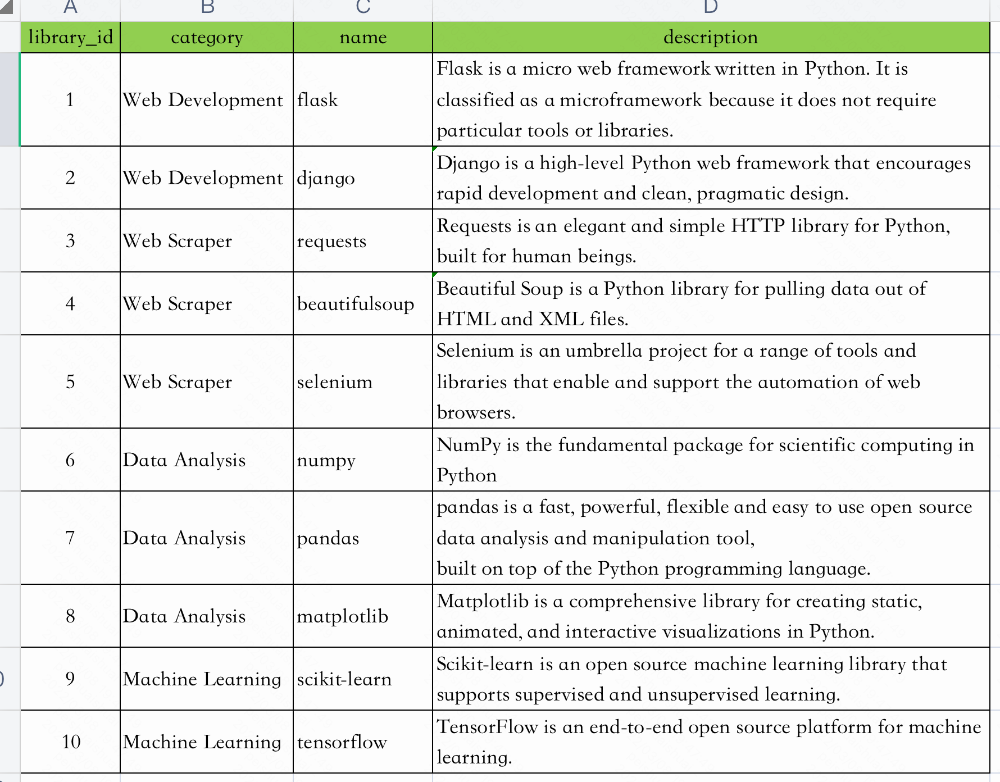 A B C D
library_id category name description
1 Web Development flask Flask is a micro web framework written in Python. It is
classified as a microframework because it does not require
particular tools or libraries.
2 Web Development django Django is a high-level Python web framework that encourages
rapid development and clean, pragmatic design.
3 Web Scraper requests Requests is an elegant and simple HTTP library for Python,
built for human beings.
4 Web Scraper beautifulsoup Beautiful Soup is a Python library for pulling data out of
HTML and XML files.
5 Web Scraper selenium Selenium is an umbrella project for a range of tools and
libraries that enable and support the automation of web
browsers.
6 Data Analysis numpy NumPy is the fundamental package for scientific computing in
Python
7 Data Analysis pandas pandas is a fast, powerful, flexible and easy to use open source
data analysis and manipulation tool,
built on top of the Python programming language.
8 Data Analysis matplotlib Matplotlib is a comprehensive library for creating static,
animated, and interactive visualizations in Python.
9 Machine Learning scikit-learn Scikit-learn is an open source machine learning library that
supports supervised and unsupervised learning.
10 Machine Learning tensorflow TensorFlow is an end-to-end open source platform for machine
learning.